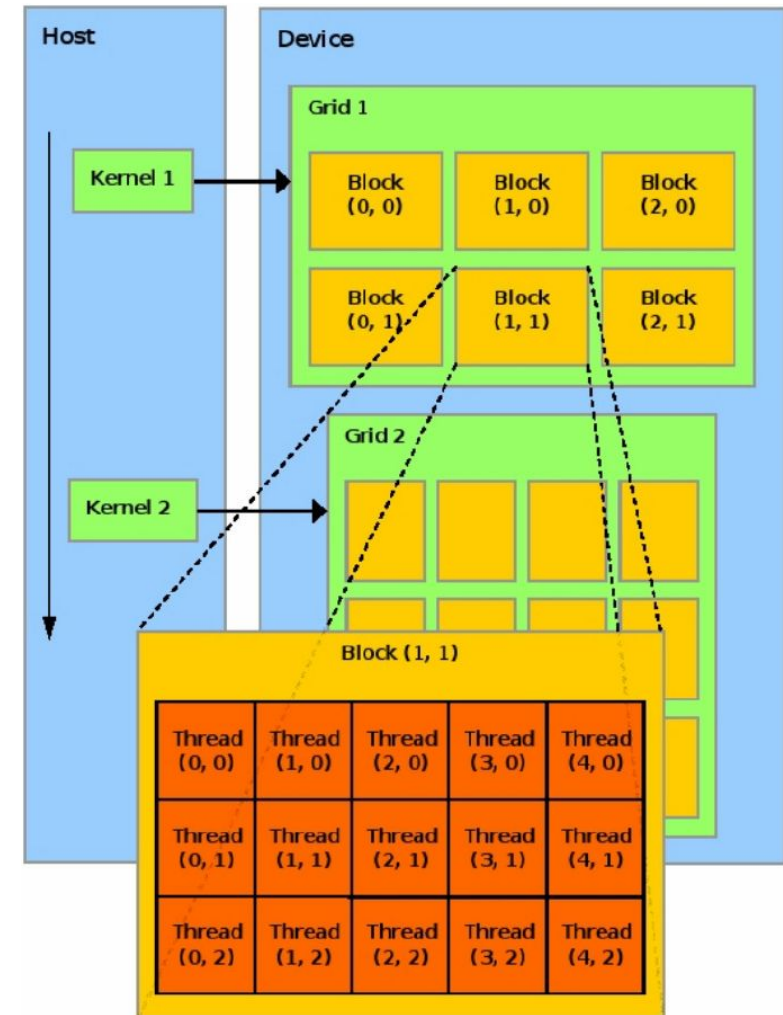 Host
Device
Grid 1
Kernel 1
Block
(0, 0)
Block
(1, 0)
Block
(2, 0)
Block
(0, 1)
Block
(1, 1)
Block
(2, 1)
Grid 2
Kernel 2
Block (1, 1)
Thread
(0, 0)
Thread
(1, 0)
Thread
(2, 0)
Thread
(3, 0)
Thread
(4, 0)
Thread
(0, 1)
Thread
(1, 1)
Thread
(2, 1)
Thread
(3, 1)
Thread
(4, 1)
Thread
(0, 2)
Thread
(1, 2)
Thread
(2, 2)
Thread
(3, 2)
Thread
(4, 2)